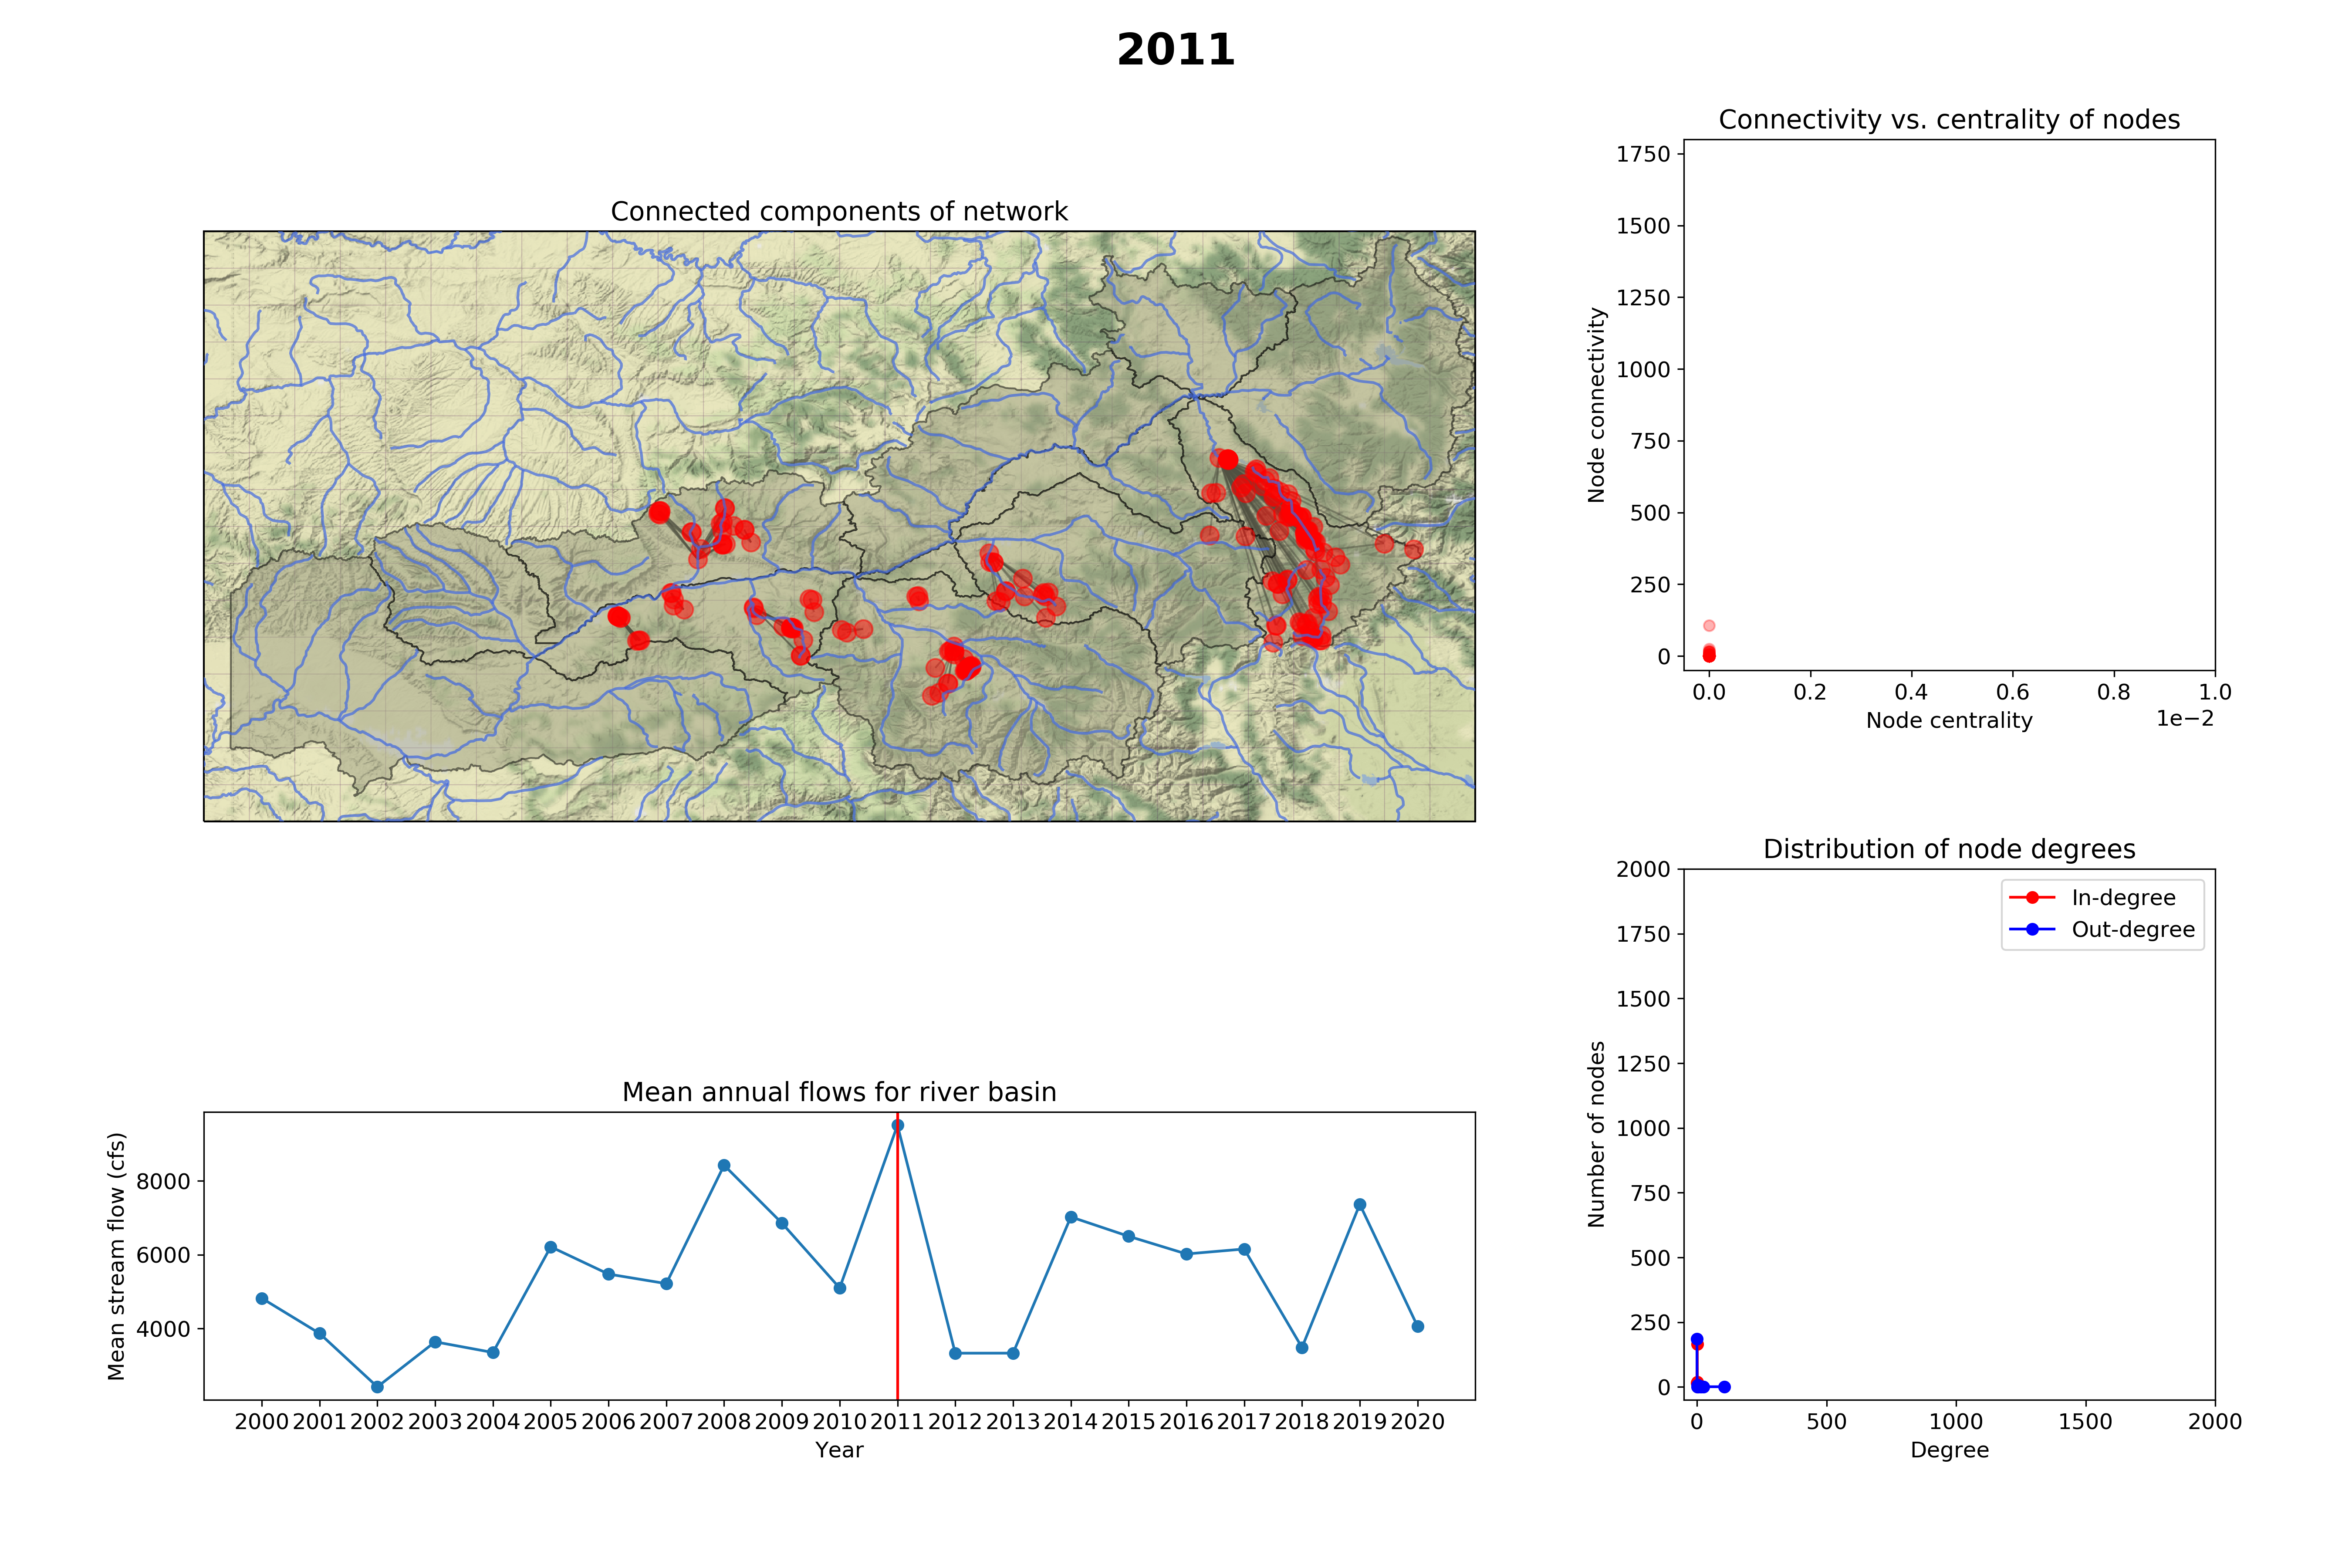 2011
Connected components of network
Connectivity vs. centrality of nodes
1750
1500
1250
1000
750
500
250
0
Node connectivity
0.0 0.2 0.4 0.6 0.8 1.0
1e−2
Node centrality
Distribution of node degrees
2000
1750
1500
1250
1000
750
500
250
0
Number of nodes
In-degree
Out-degree
0 500 1000 1500 2000
Degree
Mean annual flows for river basin
8000
6000
4000
Mean stream flow (cfs)
2000 2001 2002 2003 2004 2005 2006 2007 2008 2009 2010 2011 2012 2013 2014 2015 2016 2017 2018 2019 2020
Year